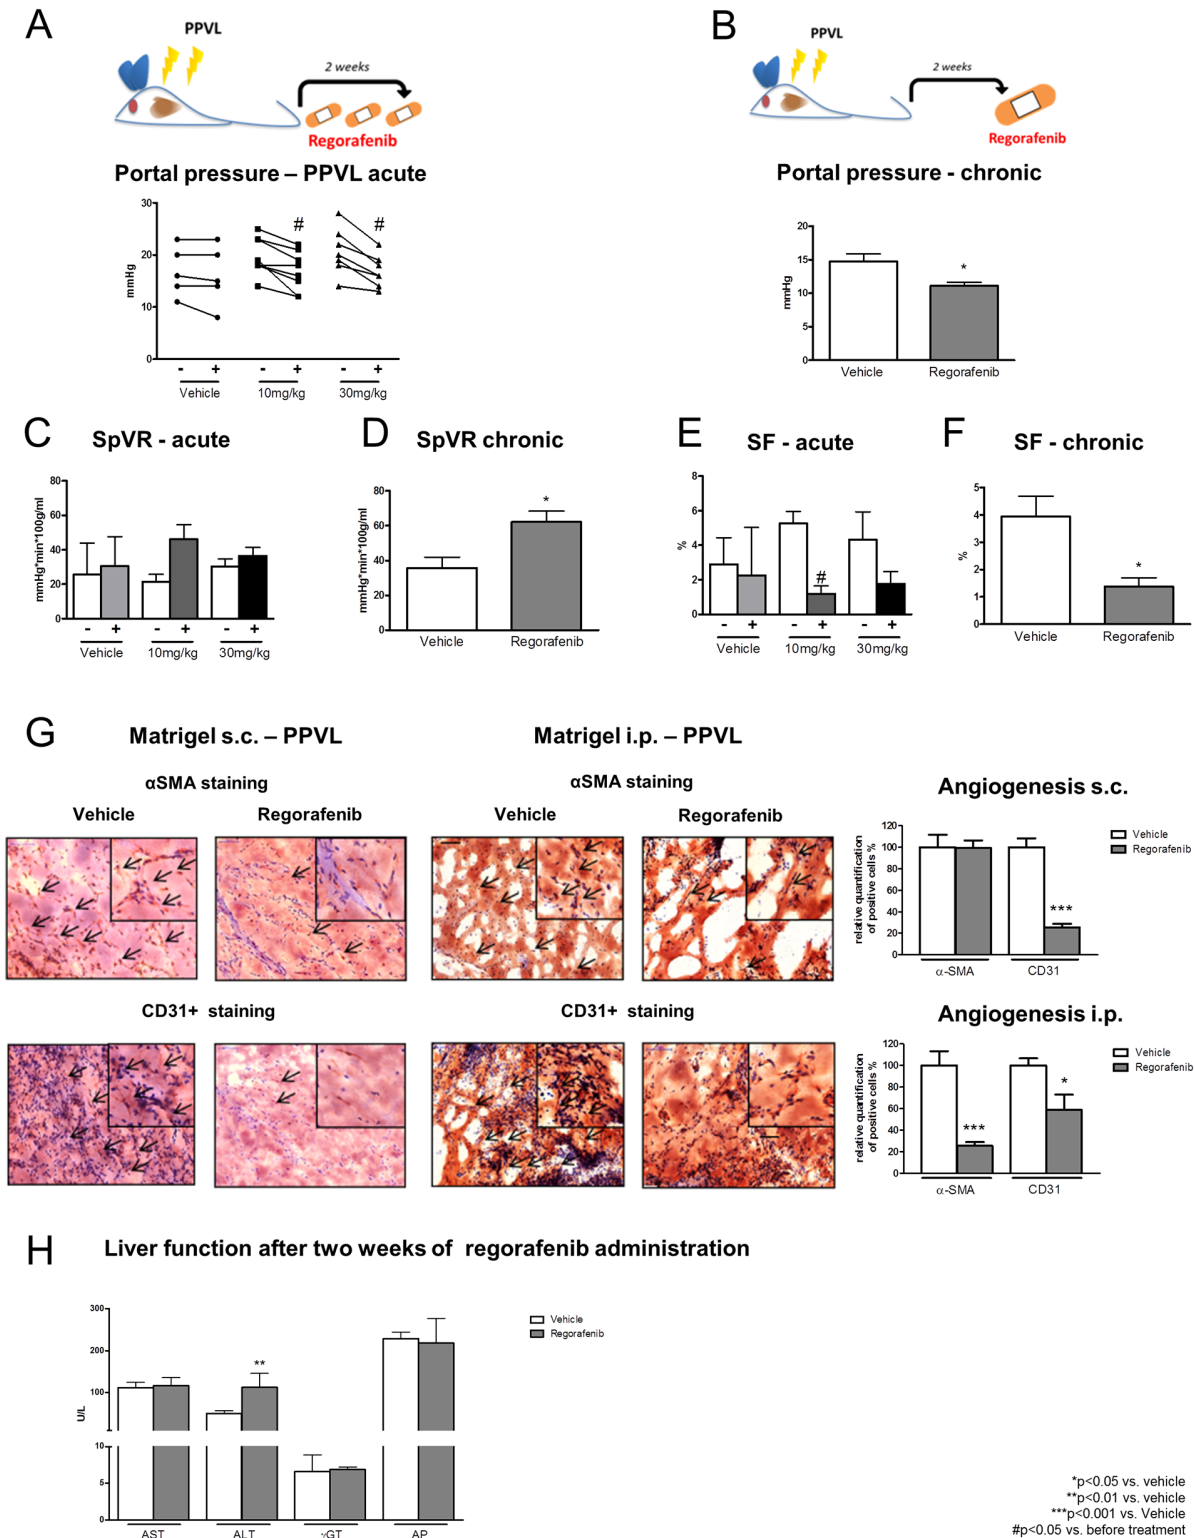 A
PPVL
2 weeks
Regorafenib
Portal pressure – PPVL acute
30
20
10
0
mmHg
# #
- + - + - +
Vehicle 10mg/kg 30mg/kg
B
PPVL
2 weeks
Regorafenib
Portal pressure - chronic
20
15
10
5
0
mmHg
*
Vehicle Regorafenib
C
SpVR - acute
80
60
40
20
0
mmHg*min*100g/ml
- + - + - +
Vehicle 10mg/kg 30mg/kg
D
SpVR chronic
80
60
40
20
0
mmHg*min*100g/ml
*
Vehicle Regorafenib
E
SF - acute
8
6
4
2
0
%
#
- + - + - +
Vehicle 10mg/kg 30mg/kg
F
SF - chronic
5
4
3
2
1
0
%
*
Vehicle Regorafenib
G
Matrigel s.c. – PPVL
αSMA staining
Vehicle Regorafenib
CD31+ staining
Matrigel i.p. – PPVL
αSMA staining
Vehicle Regorafenib
CD31+ staining
Angiogenesis s.c.
120
100
80
60
40
20
0
relative quantification
of positive cells %
***
α-SMA CD31
Vehicle
Regorafenib
Angiogenesis i.p.
120
100
80
60
40
20
0
relative quantification
of positive cells %
*** *
α-SMA CD31
Vehicle
Regorafenib
H
Liver function after two weeks of regorafenib administration
300
200
100
10
5
0
U/L
**
AST ALT γGT AP
Vehicle
Regorafenib
*p<0.05 vs. vehicle
**p<0.01 vs. vehicle
***p<0.001 vs. Vehicle
#p<0.05 vs. before treatment